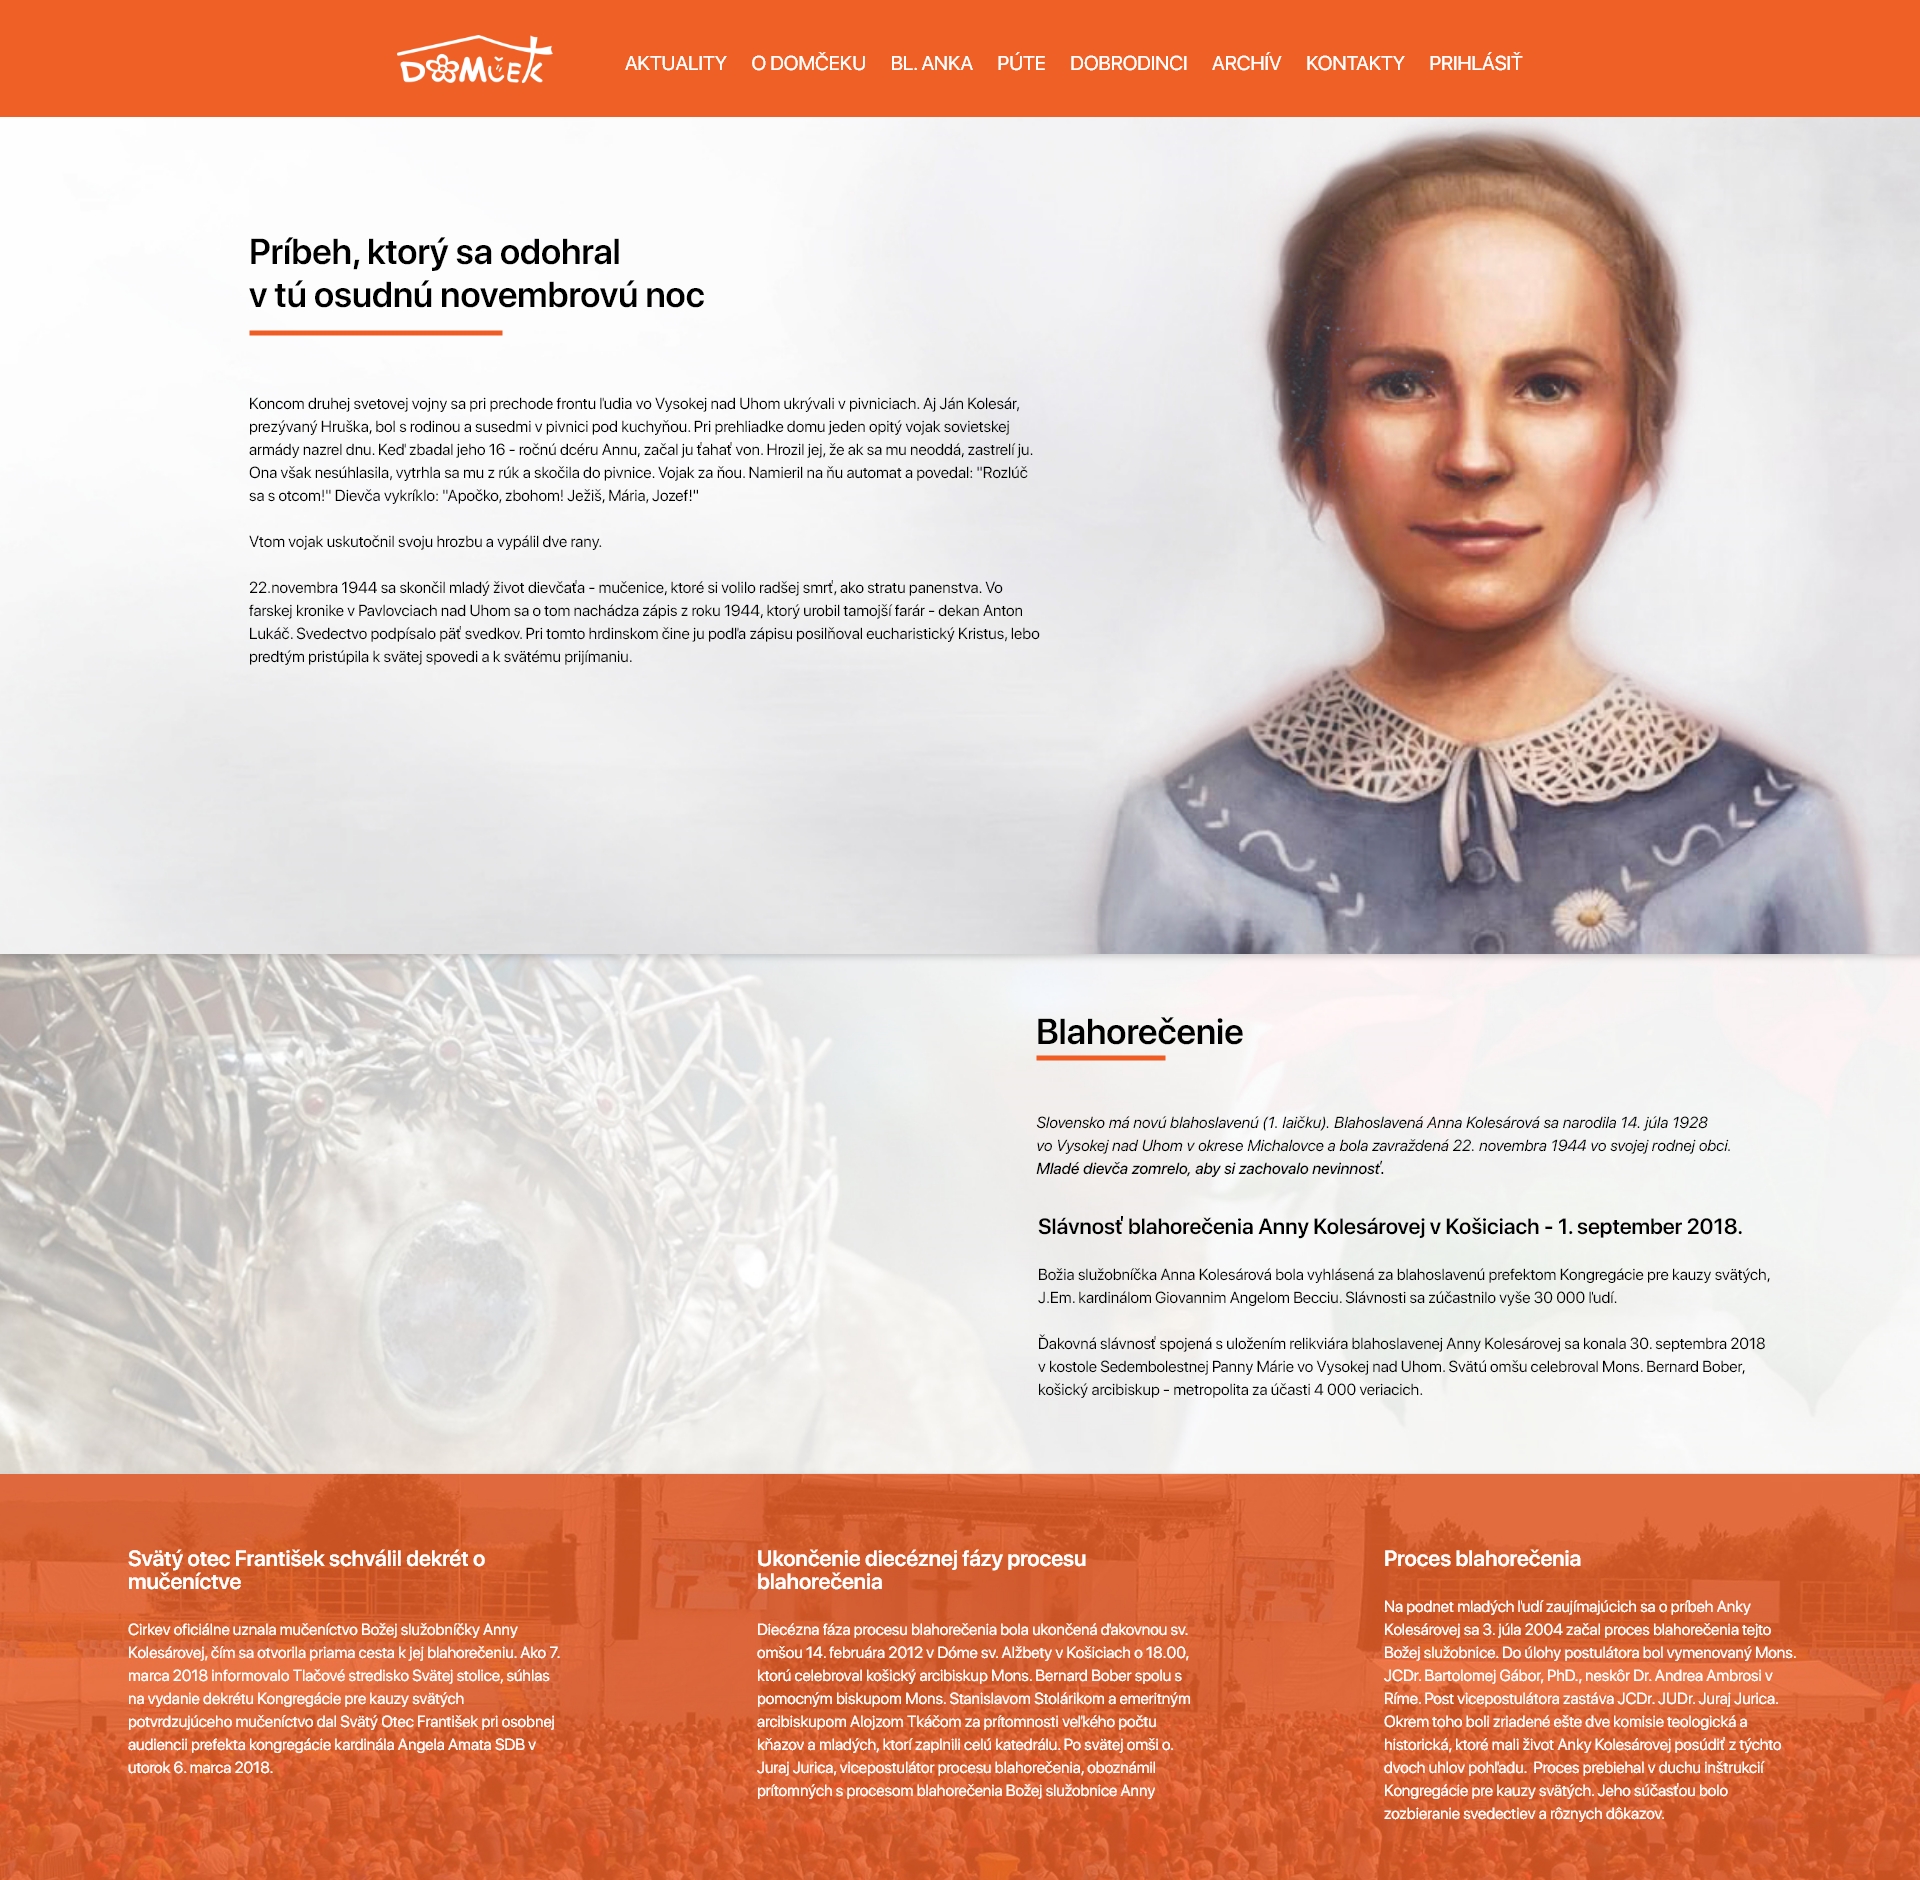 DOMČEK
AKTUALITY O DOMČEKU BL. ANKA PÚTE DOBRODINCI ARCHÍV KONTAKTY PRIHLÁSIŤ
Príbeh, ktorý sa odohral
v tú osudnú novembrovú noc
Koncom druhej svetovej vojny sa pri prechode frontu ľudia vo Vysokej nad Uhom ukrývali v pivniciach. Aj Ján Kolesár,
prezývaný Hruška, bol s rodinou a susedmi v pivnici pod kuchyňou. Pri prehliadke domu jeden opitý vojak sovietskej
armády nazrel dnu. Keď zbadal jeho 16 - ročnú dcéru Annu, začal ju ťahať von. Hrozil jej, že ak sa mu neoddá, zastrelí ju.
Ona však nesúhlasila, vytrhla sa mu z rúk a skočila do pivnice. Vojak za ňou. Namieril na ňu automat a povedal: "Rozlúč
sa s otcom!" Dievča vykríklo: "Apočko, zbohom! Ježiš, Mária, Jozef!"
Vtom vojak uskutočnil svoju hrozbu a vypálil dve rany.
22.novembra 1944 sa skončil mladý život dievčaťa - mučenice, ktoré si volilo radšej smrť, ako stratu panenstva. Vo
farskej kronike v Pavlovciach nad Uhom sa o tom nachádza zápis z roku 1944, ktorý urobil tamojší farár - dekan Anton
Lukáč. Svedectvo podpísalo päť svedkov. Pri tomto hrdinskom čine ju podľa zápisu posilňoval eucharistický Kristus, lebo
predtým pristúpila k svätej spovedi a k svätému prijímaniu.
Blahorečenie
Slovensko má novú blahoslavenú (1. laičku). Blahoslavená Anna Kolesárová sa narodila 14. júla 1928
vo Vysokej nad Uhom v okrese Michalovce a bola zavraždená 22. novembra 1944 vo svojej rodnej obci.
Mladé dievča zomrelo, aby si zachovalo nevinnosť.
Slávnosť blahorečenia Anny Kolesárovej v Košiciach - 1. september 2018.
Božia služobníčka Anna Kolesárová bola vyhlásená za blahoslavenú prefektom Kongregácie pre kauzy svätých,
J.Em. kardinálom Giovannim Angelom Becciu. Slávnosti sa zúčastnilo vyše 30 000 ľudí.
Ďakovná slávnosť spojená s uložením relikviára blahoslavenej Anny Kolesárovej sa konala 30. septembra 2018
v kostole Sedembolestnej Panny Márie vo Vysokej nad Uhom. Svätú omšu celebroval Mons. Bernard Bober,
košický arcibiskup - metropolita za účasti 4 000 veriacich.
Svätý otec František schválil dekrét o
mučeníctve
Cirkev oficiálne uznala mučeníctvo Božej služobníčky Anny
Kolesárovej, čím sa otvorila priama cesta k jej blahorečeniu. Ako 7.
marca 2018 informovalo Tlačové stredisko Svätej stolice, súhlas
na vydanie dekrétu Kongregácie pre kauzy svätých
potvrdzujúceho mučeníctvo dal Svätý Otec František pri osobnej
audiencii prefekta kongregácie kardinála Angela Amata SDB v
utorok 6. marca 2018.
Ukončenie diecéznej fázy procesu
blahorečenia
Diecézna fáza procesu blahorečenia bola ukončená ďakovnou sv.
omšou 14. februára 2012 v Dóme sv. Alžbety v Košiciach o 18.00,
ktorú celebroval košický arcibiskup Mons. Bernard Bober spolu s
pomocným biskupom Mons. Stanislavom Stolárikom a emeritným
arcibiskupom Alojzom Tkáčom za prítomnosti veľkého počtu
kňazov a mladých, ktorí zaplnili celú katedrálu. Po svätej omši o.
Juraj Jurica, vicepostulátor procesu blahorečenia, oboznámil
prítomných s procesom blahorečenia Božej služobnice Anny
Proces blahorečenia
Na podnet mladých ľudí zaujímajúcich sa o príbeh Anky
Kolesárovej sa 3. júla 2004 začal proces blahorečenia tejto
Božej služobnice. Do úlohy postulátora bol vymenovaný Mons.
JCDr. Bartolomej Gábor, PhD., neskôr Dr. Andrea Ambrosi v
Ríme. Post vicepostulátora zastáva JCDr. JUDr. Juraj Jurica.
Okrem toho boli zriadené ešte dve komisie teologická a
historická, ktoré mali život Anky Kolesárovej posúdiť z týchto
dvoch uhlov pohľadu. Proces prebiehal v duchu inštrukcií
Kongregácie pre kauzy svätých. Jeho súčasťou bolo
zozbieranie svedectiev a rôznych dôkazov.